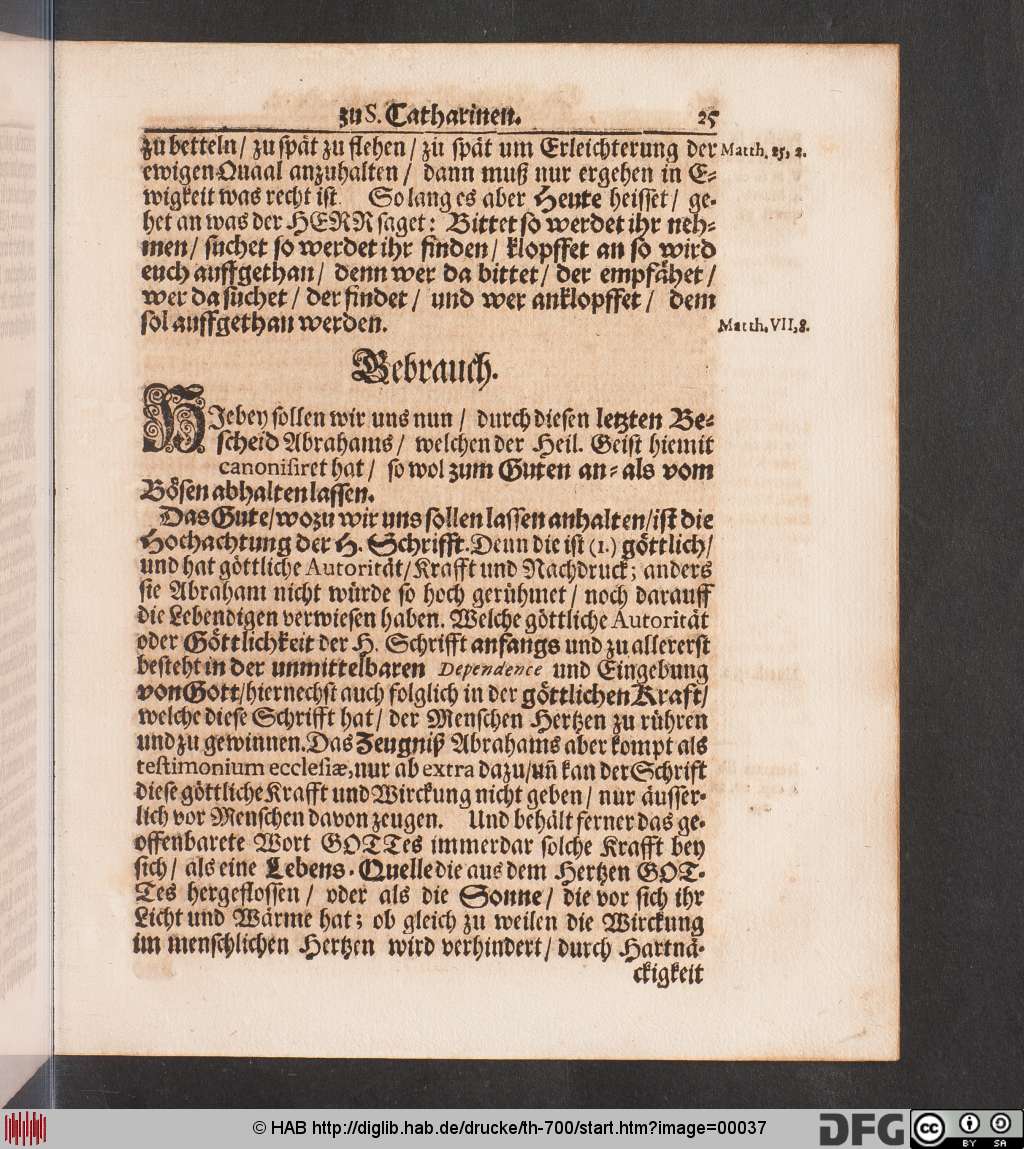 zu S. Catharinen. 25
zu betteln/ zu spät zu flehen/ zu spät um Erleichterung der Matth. 25, 2.
ewigen Quaal anzuhalten/ dann muß nur ergehen in E-
wigkeit was recht ist. So lang es aber Heute heisset/ ge-
het an was der HERR saget: Bittet so werdet ihr neh-
men/ suchet so werdet ihr finden/ klopffet an so wird
euch auffgethan/ denn wer da bittet/ der empfähet/
wer da suchet/ der findet/ und wer anklopffet/ dem
sol auffgethan werden. Matth. VII, 8.
Gebrauch.
HJebey sollen wir uns nun/ durch diesen letzten Be-
scheid Abrahams/ welchen der Heil. Geist hiemit
canonisiret hat/ so wol zum Guten an- als vom
Bösen abhalten lassen.
Das Gute/ wozu wir uns sollen lassen anhalten/ ist die
Hochachtung der H. Schrifft. Denn die ist (1.) göttlich/
und hat göttliche Autorität/ Krafft und Nachdruck; anders
sie Abraham nicht würde so hoch gerühmet/ noch darauff
die Lebendigen verwiesen haben. Welche göttliche Autorität
oder Göttlichkeit der H. Schrifft anfangs und zu allererst
besteht in der unmittelbaren Dependence und Eingebung
von Gott/ hiernechst auch folglich in der göttlichen Kraft/
welche diese Schrifft hat/ der Menschen Hertzen zu rühren
und zu gewinnen. Das Zeugniß Abrahams aber kompt als
testimonium ecclesiæ, nur ab extra dazu/ uñ kan der Schrift
diese göttliche Krafft und Wirckung nicht geben/ nur äusser-
lich vor Menschen davon zeugen. Und behält ferner das ge-
offenbarete Wort GOTTes immerdar solche Krafft bey
sich/ als eine Lebens-Quelle die aus dem Hertzen GOT-
Tes hergeflossen/ oder als die Sonne/ die vor sich ihr
Licht und Wärme hat; ob gleich zu weilen die Wirckung
im menschlichen Hertzen wird verhindert/ durch Hartnä-
ckigkeit
© HAB http://diglib.hab.de/drucke/th-700/start.htm?image=00037
DFG
cc BY SA